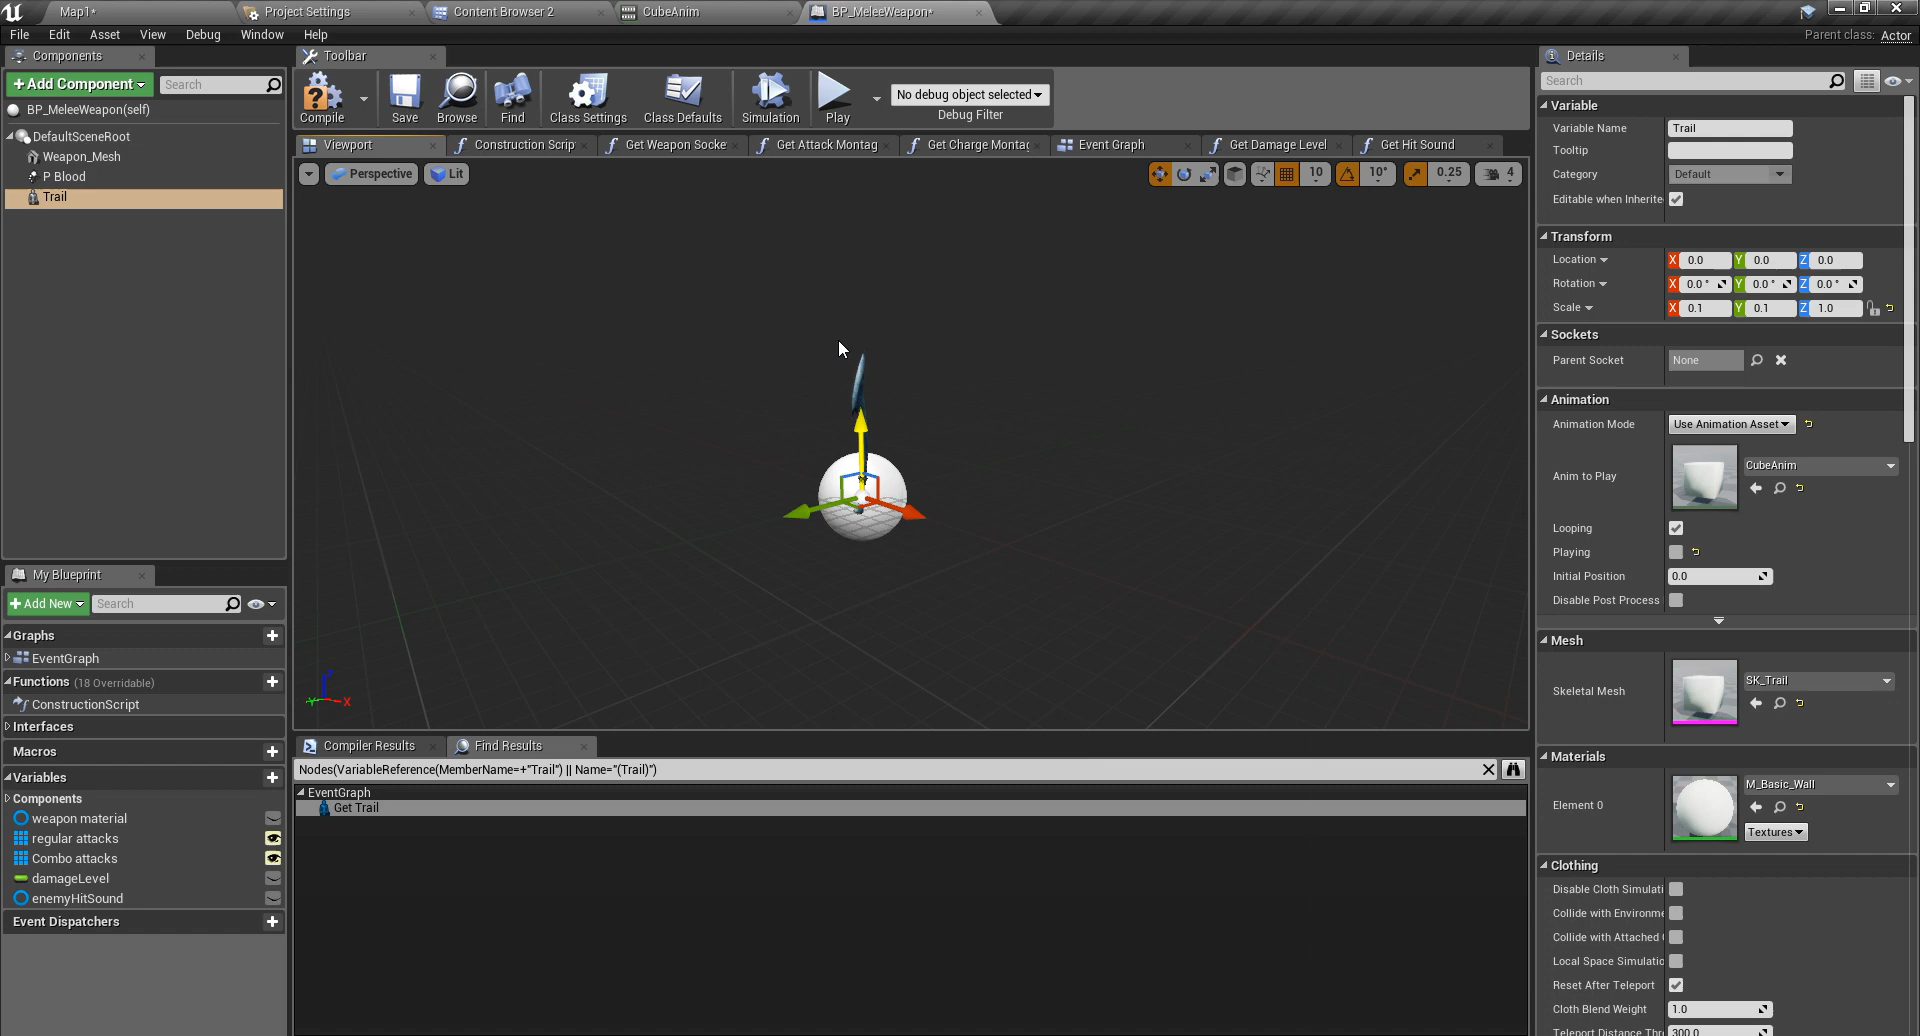 Map1*
Project Settings
Content Browser 2
CubeAnim
BP_MeleeWeapon*
File Edit Asset View Debug Window Help
Parent class: Actor
Components
+ Add Component
Search
BP_MeleeWeapon(self)
DefaultSceneRoot
Weapon_Mesh
P Blood
Trail
My Blueprint
+ Add New
Search
Graphs
EventGraph
Functions (18 Overridable)
ConstructionScript
Interfaces
Macros
Variables
Components
weapon material
regular attacks
Combo attacks
damageLevel
enemyHitSound
Event Dispatchers
Toolbar
Compile
Save
Browse
Find
Class Settings
Class Defaults
Simulation
Play
No debug object selected
Debug Filter
Viewport
Construction Scrip
Get Weapon Socke
Get Attack Montag
Get Charge Montag
Event Graph
Get Damage Level
Get Hit Sound
Perspective
Lit
10
10°
0.25
4
Z
Y
X
Compiler Results
Find Results
Nodes(VariableReference(MemberName=+"Trail") || Name="(Trail)")
EventGraph
Get Trail
Details
Search
Variable
Variable Name Trail
Tooltip
Category Default
Editable when Inherite
Transform
Location X 0.0 Y 0.0 Z 0.0
Rotation X 0.0 ° Y 0.0 ° Z 0.0 °
Scale X 0.1 Y 0.1 Z 1.0
Sockets
Parent Socket None
Animation
Animation Mode Use Animation Asset
Anim to Play CubeAnim
Looping
Playing
Initial Position 0.0
Disable Post Process
Mesh
Skeletal Mesh SK_Trail
Materials
Element 0 M_Basic_Wall
Textures
Clothing
Disable Cloth Simulati
Collide with Environme
Collide with Attached
Local Space Simulatio
Reset After Teleport
Cloth Blend Weight 1.0
Teleport Distance Thr 300.0